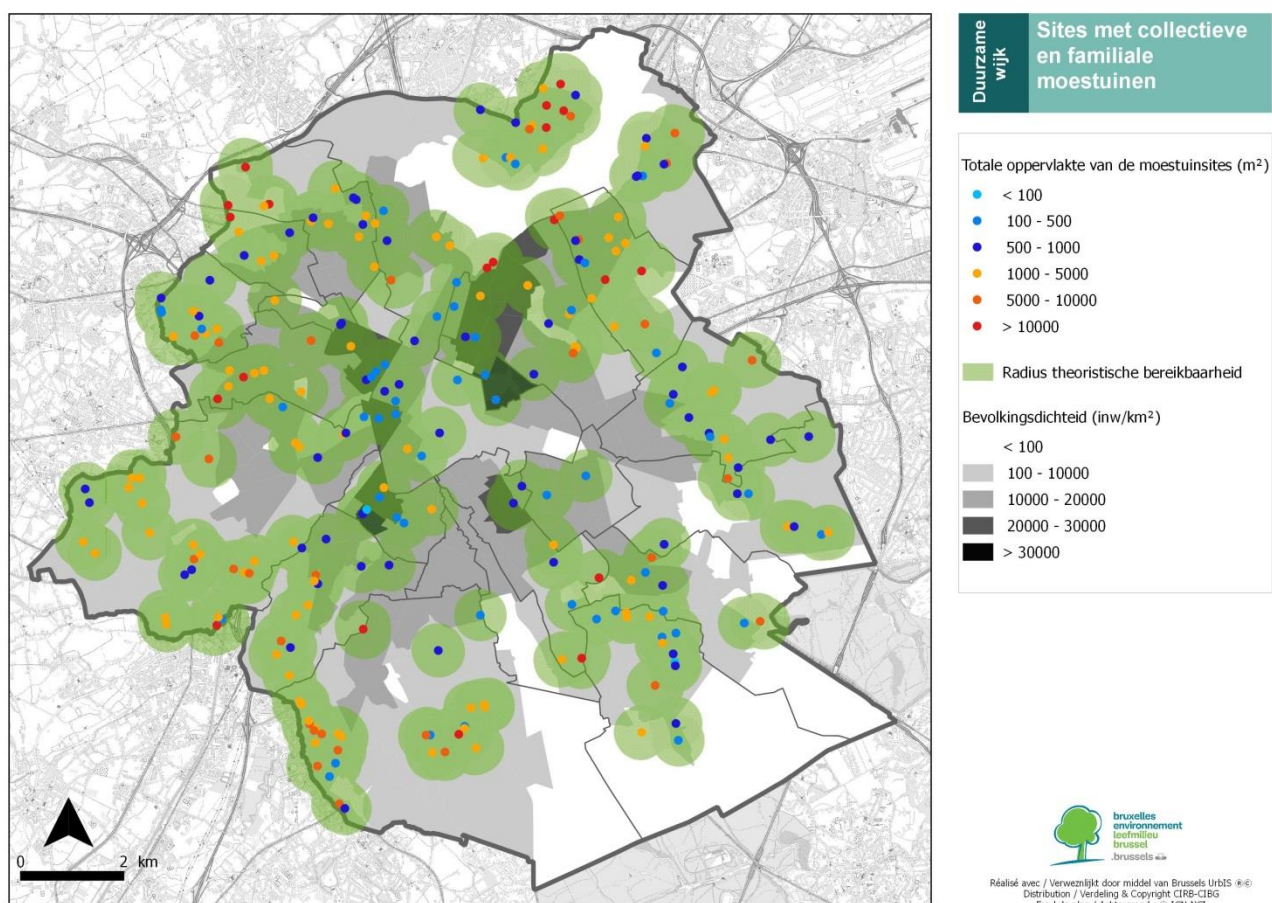 Duurzame
wijk
Sites met collectieve
en familiale
moestuinen
Totale oppervlakte van de moestuinsites (m²)
< 100
100 - 500
500 - 1000
1000 - 5000
5000 - 10000
> 10000
Radius theoristische bereikbaarheid
Bevolkingsdichteid (inw/km²)
< 100
100 - 10000
10000 - 20000
20000 - 30000
> 30000
0 2 km
bruxelles
environnement
leefmilieu
brussel
.brussels
Réalisé avec / Verweznlijkt door middel van Brussels UrbIS ®©
Distribution / Verdeling & Copyright CIRB-CIBG